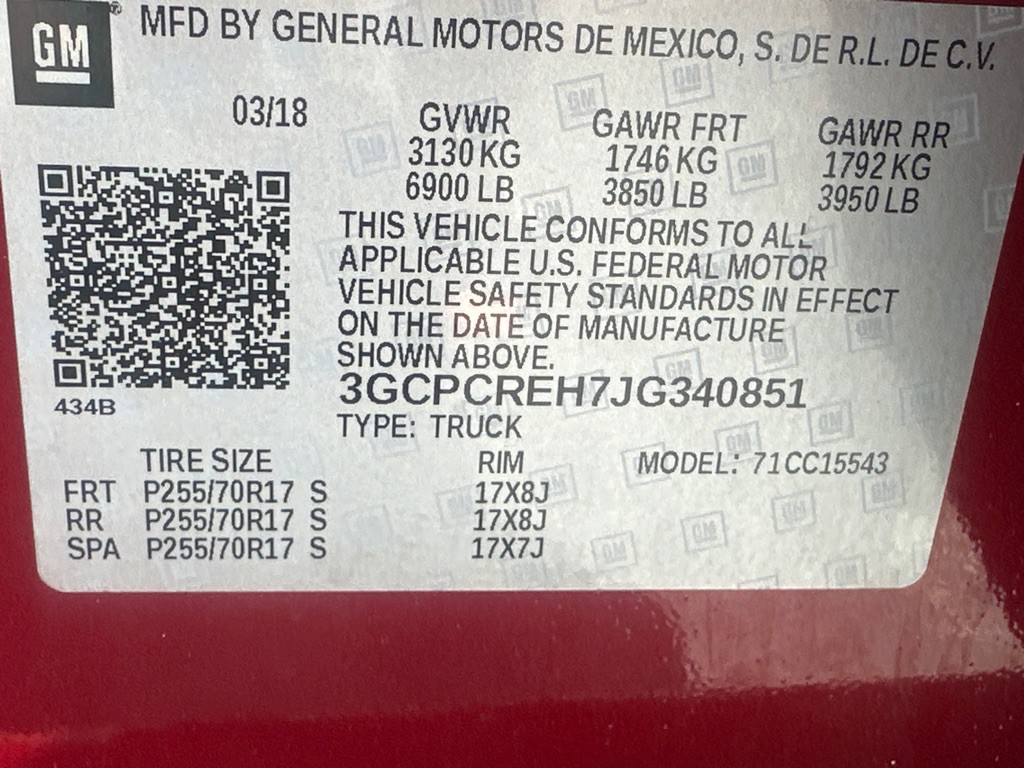 GM® MFD BY GENERAL MOTORS DE MEXICO, S. DE R.L. DE C.V.
03/18 GVWR GAWR FRT GAWR RR
3130 KG 1746 KG 1792 KG
6900 LB 3850 LB 3950 LB
THIS VEHICLE CONFORMS TO ALL
APPLICABLE U.S. FEDERAL MOTOR
VEHICLE SAFETY STANDARDS IN EFFECT
ON THE DATE OF MANUFACTURE
SHOWN ABOVE.
3GCPCREH7JG340851
434B
TYPE: TRUCK
TIRE SIZE RIM MODEL: 71CC15543
FRT P255/70R17 S 17X8J
RR P255/70R17 S 17X8J
SPA P255/70R17 S 17X7J